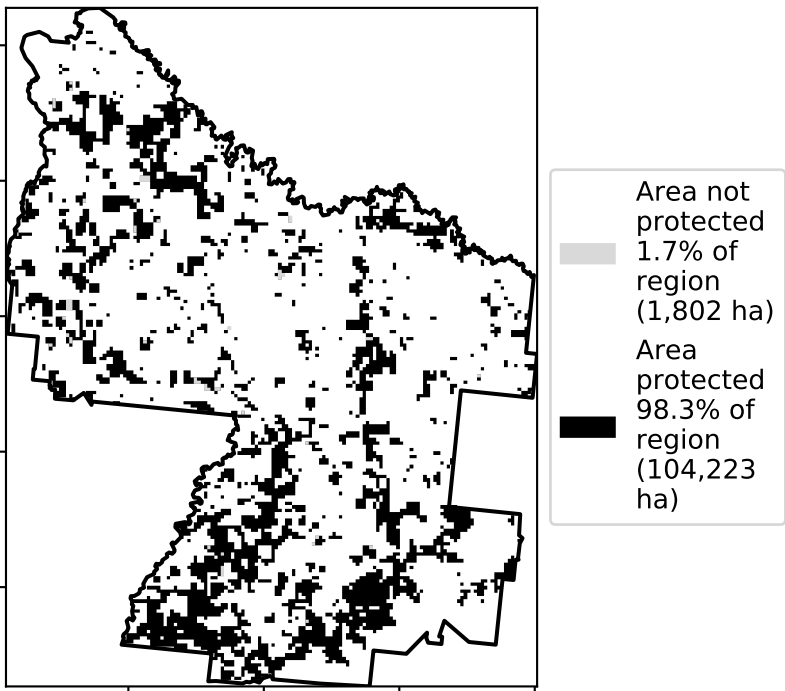 Area not
protected
1.7% of
region
(1,802 ha)
Area
protected
98.3% of
region
(104,223
ha)